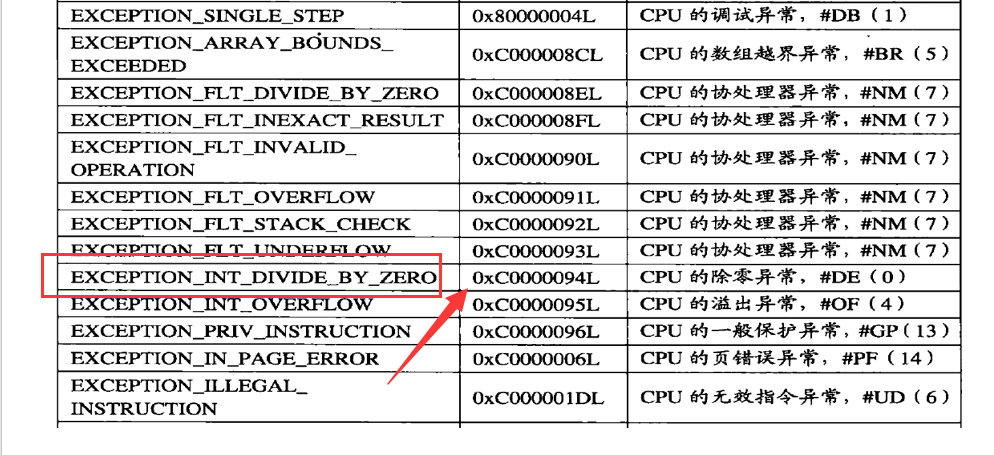 EXCEPTION_SINGLE_STEP 0x80000004L CPU 的调试异常，#DB（1）
EXCEPTION_ARRAY_BOUNDS_
EXCEEDED 0xC000008CL CPU 的数组越界异常，#BR（5）
EXCEPTION_FLT_DIVIDE_BY_ZERO 0xC000008EL CPU 的协处理器异常，#NM（7）
EXCEPTION_FLT_INEXACT_RESULT 0xC000008FL CPU 的协处理器异常，#NM（7）
EXCEPTION_FLT_INVALID_
OPERATION 0xC0000090L CPU 的协处理器异常，#NM（7）
EXCEPTION_FLT_OVERFLOW 0xC0000091L CPU 的协处理器异常，#NM（7）
EXCEPTION_FLT_STACK_CHECK 0xC0000092L CPU 的协处理器异常，#NM（7）
EXCEPTION_FLT_UNDERFLOW 0xC0000093L CPU 的协处理器异常，#NM（7）
EXCEPTION_INT_DIVIDE_BY_ZERO 0xC0000094L CPU 的除零异常，#DE（0）
EXCEPTION_INT_OVERFLOW 0xC0000095L CPU 的溢出异常，#OF（4）
EXCEPTION_PRIV_INSTRUCTION 0xC0000096L CPU 的一般保护异常，#GP（13）
EXCEPTION_IN_PAGE_ERROR 0xC0000006L CPU 的页错误异常，#PF（14）
EXCEPTION_ILLEGAL_
INSTRUCTION 0xC000001DL CPU 的无效指令异常，#UD（6）